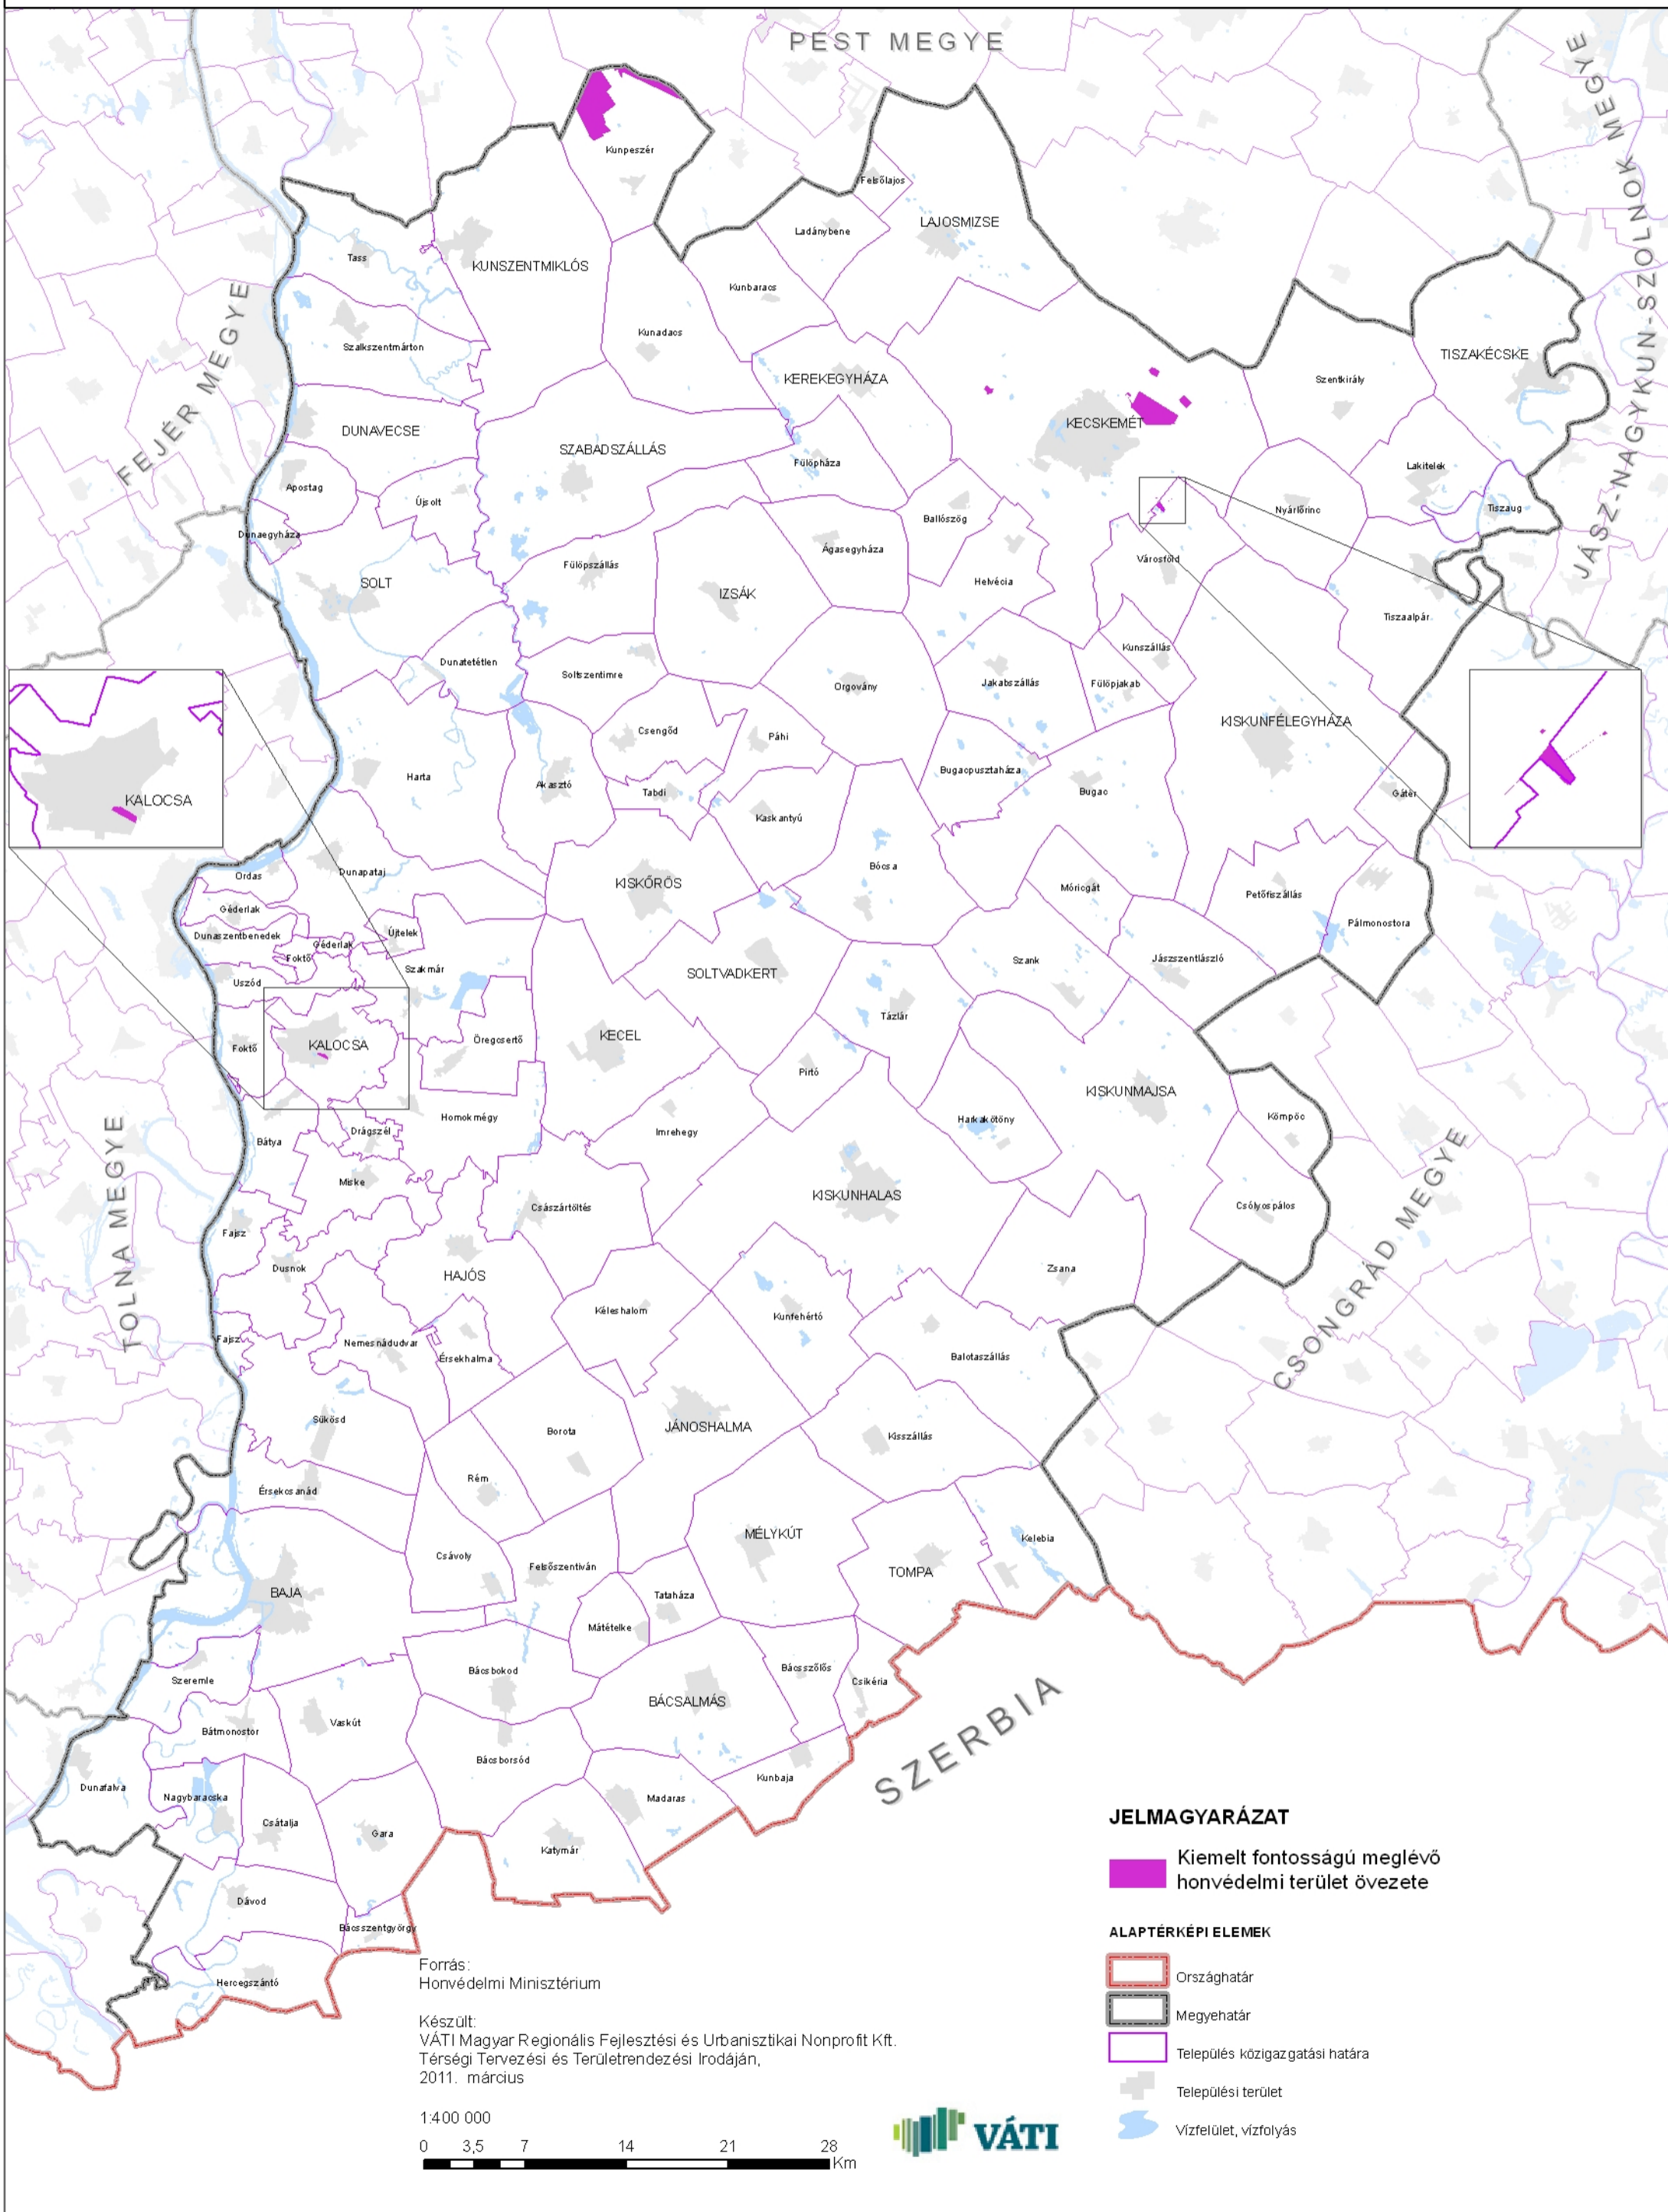 PEST MEGYE
JÁSZ-NAGYKUN-SZOLNOK MEGYE
FEJÉR MEGYE
TOLNA MEGYE
CSONGRÁD MEGYE
SZERBIA
Kunpeszér
Felsőlajos
LAJOSMIZSE
Ladánybene
Tass
KUNSZENTMIKLÓS
Kunbaracs
Kunadacs
Szalkszentmárton
TISZAKÉCSKE
KEREKEGYHÁZA
Szentkirály
KECSKEMÉT
DUNAVECSE
SZABADSZÁLLÁS
Fülöpháza
Lakitelek
Apostag
Újsolt
Ballószög
Nyárlőrinc
Tiszaug
Dunaegyháza
Ágasegyháza
Fülöpszállás
Városföld
SOLT
IZSÁK
Helvécia
Tiszaalpár
Kunszállás
Dunatetétlen
Soltszentimre
Orgovány
Jakabszállás
Fülöpjakab
KISKUNFÉLEGYHÁZA
Csengőd
Páhi
Harta
Akasztó
Tabdi
Bugacpusztaháza
Bugac
Gátér
KALOCSA
Kaskantyú
Ordas
Dunapataj
Bócsa
KISKŐRÖS
Móricgát
Petőfiszállás
Géderlak
Pálmonostora
Dunaszentbenedek
Újtelek
Géderlak
Foktő
Szakmár
SOLTVADKERT
Szank
Jászszentlászló
Uszód
Tázlár
Foktő
KALOCSA
Öregcsertő
KECEL
Pirtó
KISKUNMAJSA
Homokmégy
Harkakötöny
Kömpöc
Bátya
Drágszél
Imrehegy
Miske
KISKUNHALAS
Császártöltés
Csólyospálos
Fajsz
Dusnok
HAJÓS
Zsana
Kéleshalom
Kunfehértó
Fajsz
Nemesnádudvar
Érsekhalma
Balotaszállás
Sükösd
Borota
JÁNOSHALMA
Kisszállás
Rém
Érsekcsanád
MÉLYKÚT
Kelebia
Csávoly
Felsőszentiván
TOMPA
BAJA
Tataháza
Mátételke
Szeremle
Bácsbokod
Bácsszőlős
Csikéria
BÁCSALMÁS
Bátmonostor
Vaskút
Bácsborsód
Dunafalva
Nagybaracska
Kunbaja
Madaras
Csátalja
Gara
Katymár
Dávod
Bácsszentgyörgy
Hercegszántó
JELMAGYARÁZAT
Kiemelt fontosságú meglévő
honvédelmi terület övezete
ALAPTÉRKÉPI ELEMEK
Országhatár
Megyehatár
Település közigazgatási határa
Települési terület
Vízfelület, vízfolyás
Forrás:
Honvédelmi Minisztérium
Készült:
VÁTI Magyar Regionális Fejlesztési és Urbanisztikai Nonprofit Kft.
Térségi Tervezési és Területrendezési Irodáján,
2011. március
1:400 000
0 3,5 7 14 21 28
Km
VÁTI